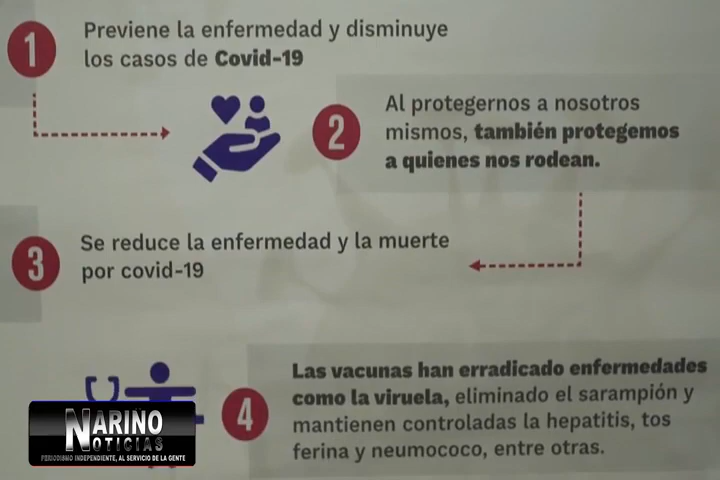 1
Previene la enfermedad y disminuye
los casos de Covid-19
2
Al protegernos a nosotros
mismos, también protegemos
a quienes nos rodean.
3
Se reduce la enfermedad y la muerte
por covid-19
4
Las vacunas han erradicado enfermedades
como la viruela, eliminado el sarampión y
mantienen controladas la hepatitis, tos
ferina y neumococo, entre otras.
NARINO
NOTICIAS
PERIODISMO INDEPENDIENTE, AL SERVICIO DE LA GENTE